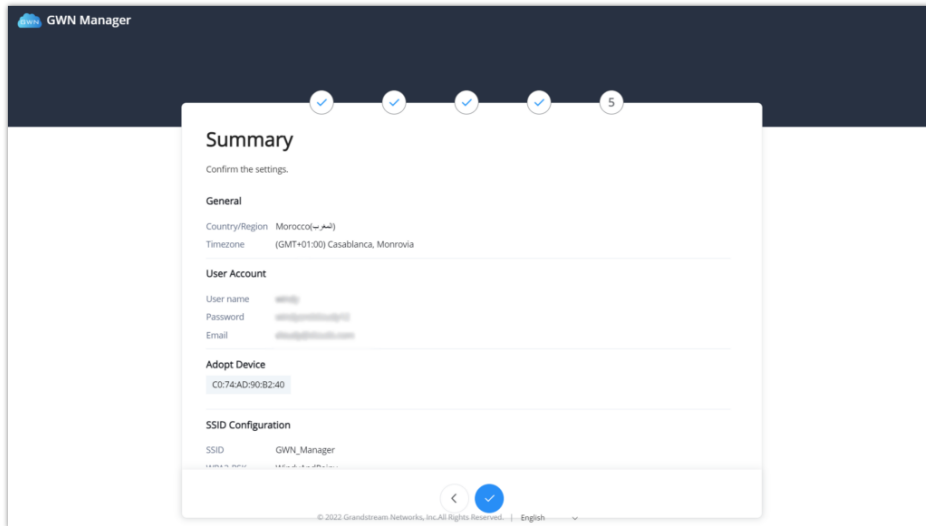 GWN GWN Manager
5
Summary
Confirm the settings.
General
Country/Region Morocco(المغرب)
Timezone (GMT+01:00) Casablanca, Monrovia
User Account
User name
Password
Email
Adopt Device
C0:74:AD:90:B2:40
SSID Configuration
SSID GWN_Manager
© 2022 Grandstream Networks, Inc.All Rights Reserved. | English